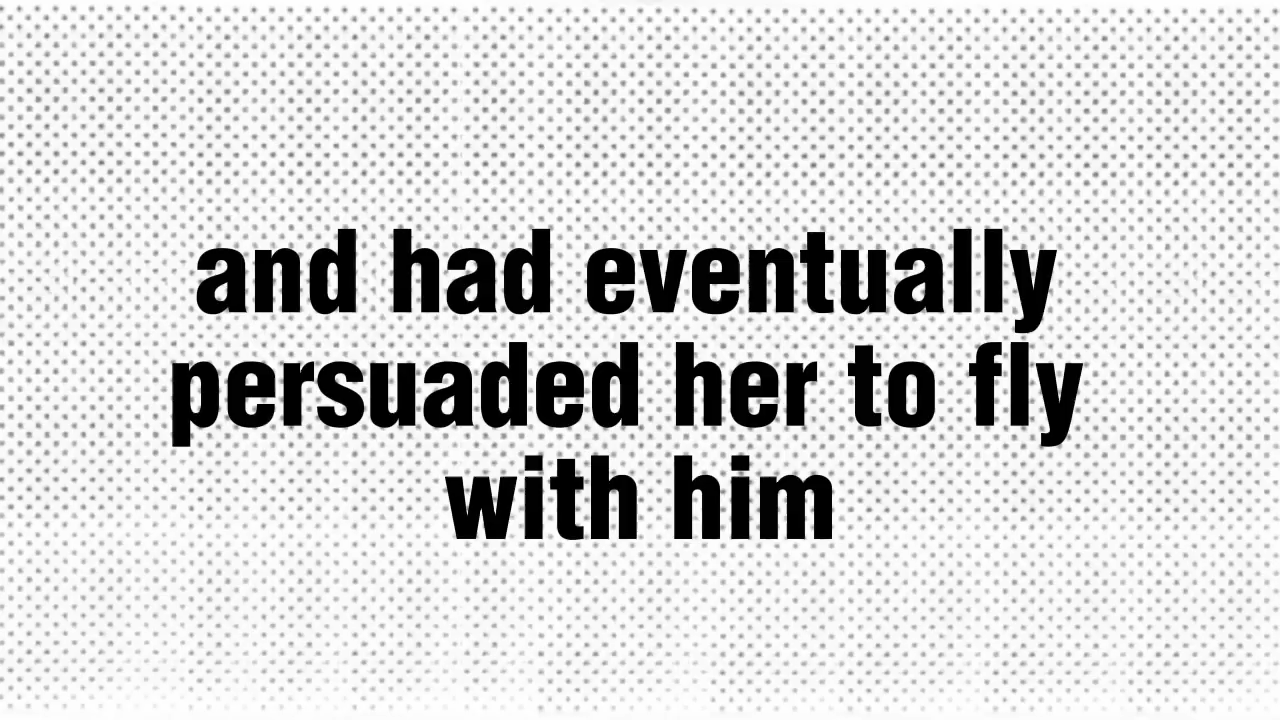 and had eventually
persuaded her to fly
with him